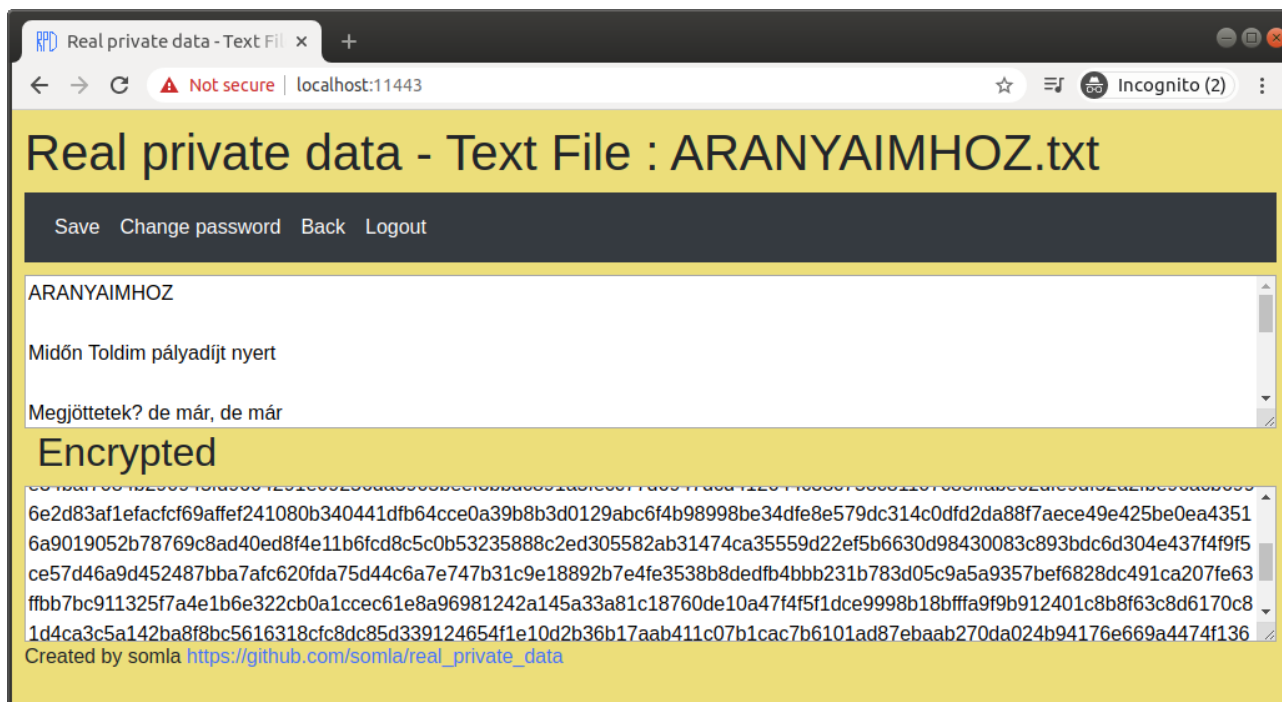 RPD Real private data - Text Fil
Not secure | localhost:11443 Incognito (2)
Real private data - Text File : ARANYAIMHOZ.txt
Save Change password Back Logout
ARANYAIMHOZ
Midőn Toldim pályadíjt nyert
Megjöttetek? de már, de már
Encrypted
6e2d83af1efacfcf69affef241080b340441dfb64cce0a39b8b3d0129abc6f4b98998be34dfe8e579dc314c0dfd2da88f7aece49e425be0ea4351
6a9019052b78769c8ad40ed8f4e11b6fcd8c5c0b53235888c2ed305582ab31474ca35559d22ef5b6630d98430083c893bdc6d304e437f4f9f5
ce57d46a9d452487bba7afc620fda75d44c6a7e747b31c9e18892b7e4fe3538b8dedfb4bbb231b783d05c9a5a9357bef6828dc491ca207fe63
ffbb7bc911325f7a4e1b6e322cb0a1ccec61e8a96981242a145a33a81c18760de10a47f4f5f1dce9998b18bfffa9f9b912401c8b8f63c8d6170c8
1d4ca3c5a142ba8f8bc5616318cfc8dc85d339124654f1e10d2b36b17aab411c07b1cac7b6101ad87ebaab270da024b94176e669a4474f136
Created by somla https://github.com/somla/real_private_data